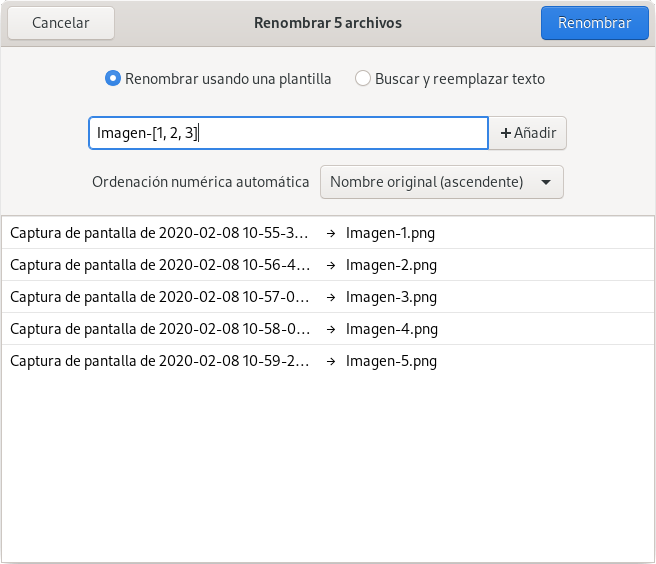 Cancelar Renombrar 5 archivos Renombrar
Renombrar usando una plantilla Buscar y reemplazar texto
Imagen-[1, 2, 3] +Añadir
Ordenación numérica automática Nombre original (ascendente)
Captura de pantalla de 2020-02-08 10-55-3… → Imagen-1.png
Captura de pantalla de 2020-02-08 10-56-4… → Imagen-2.png
Captura de pantalla de 2020-02-08 10-57-0… → Imagen-3.png
Captura de pantalla de 2020-02-08 10-58-0… → Imagen-4.png
Captura de pantalla de 2020-02-08 10-59-2… → Imagen-5.png